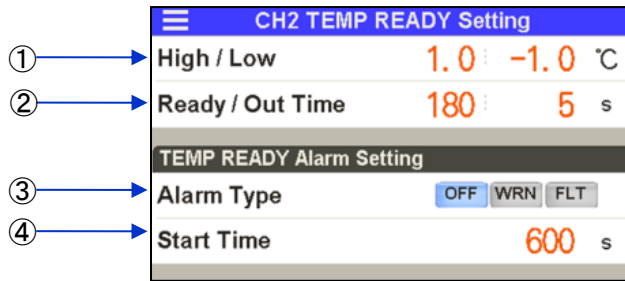 CH2 TEMP READY Setting
① High / Low 1.0 -1.0 ℃
② Ready / Out Time 180 5 s
TEMP READY Alarm Setting
③ Alarm Type OFF WRN FLT
④ Start Time 600 s